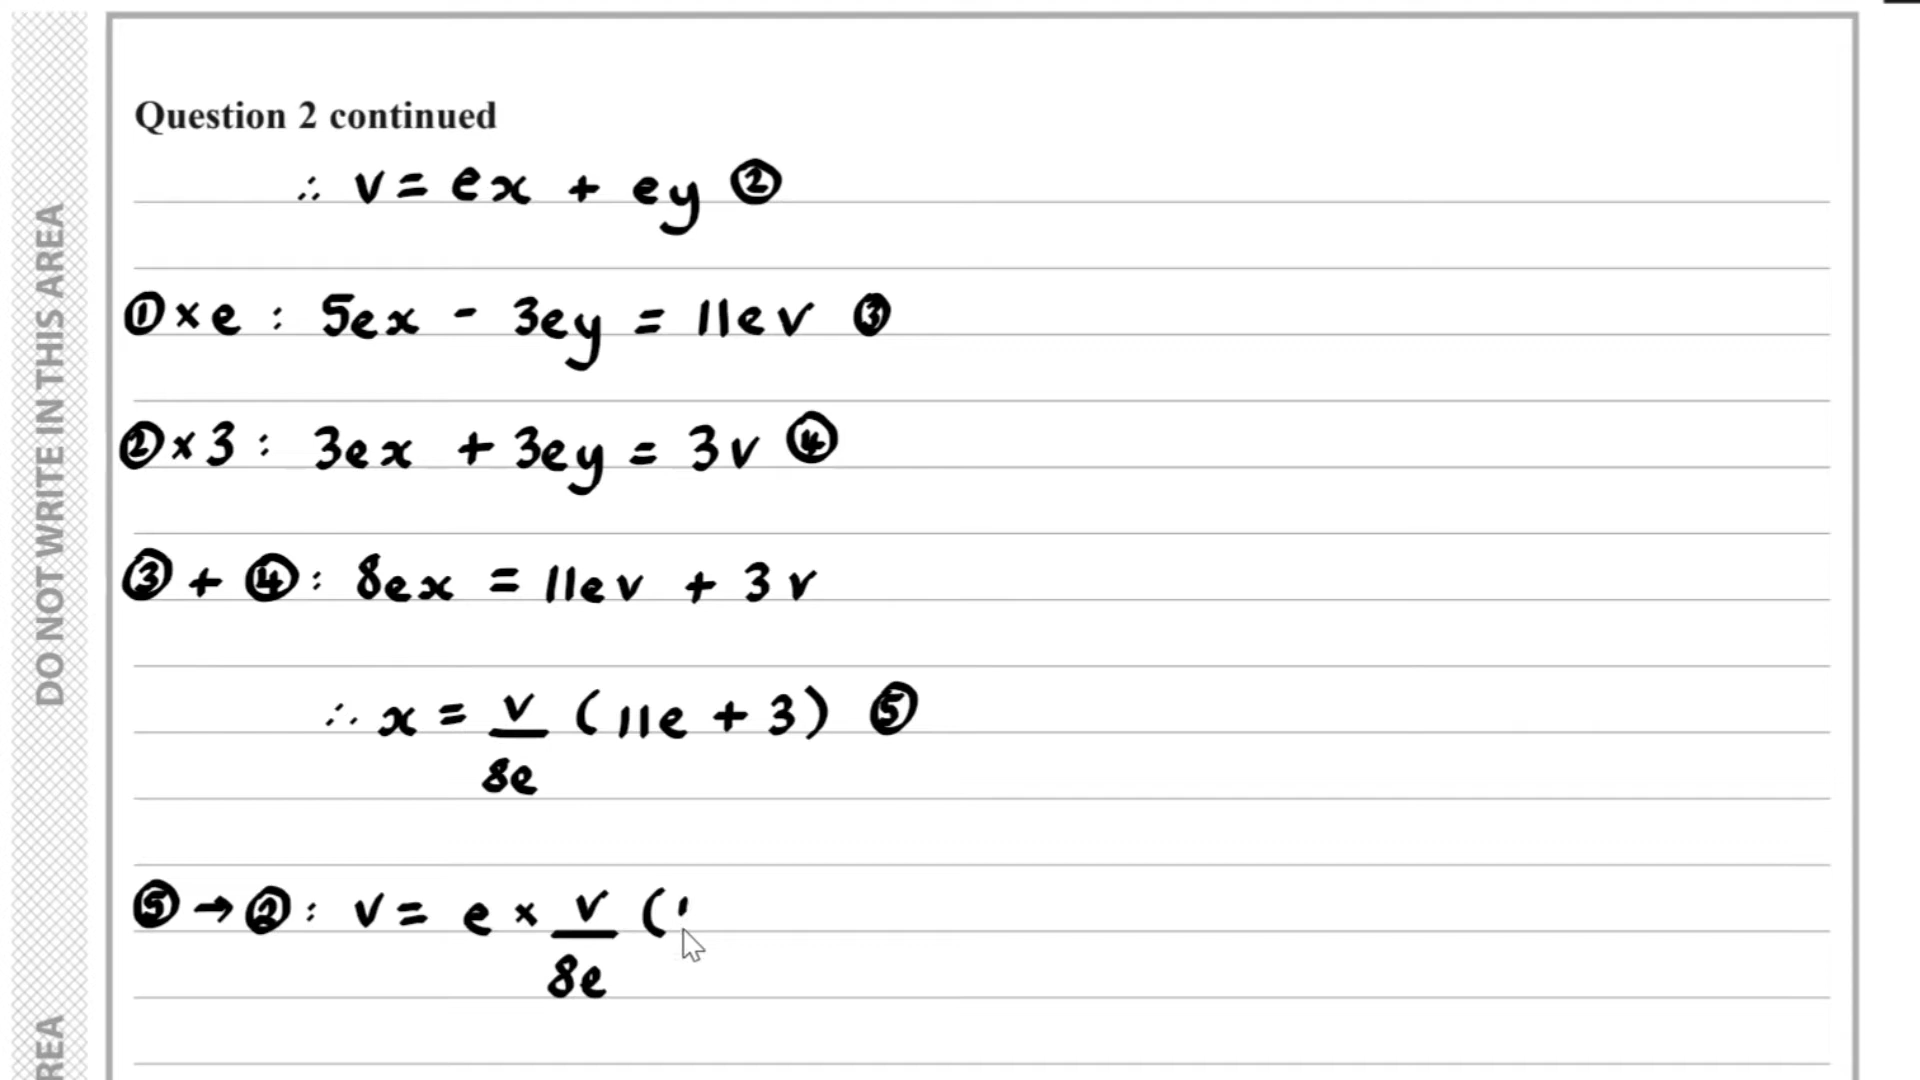 Question 2 continued
∴ v = ex + ey ②
① × e : 5ex - 3ey = 11ev ③
② × 3 : 3ex + 3ey = 3v ④
③ + ④ : 8ex = 11ev + 3v
∴ x = v/8e (11e + 3) ⑤
⑤ → ② : v = e × v/8e (
DO NOT WRITE IN THIS AREA
REA